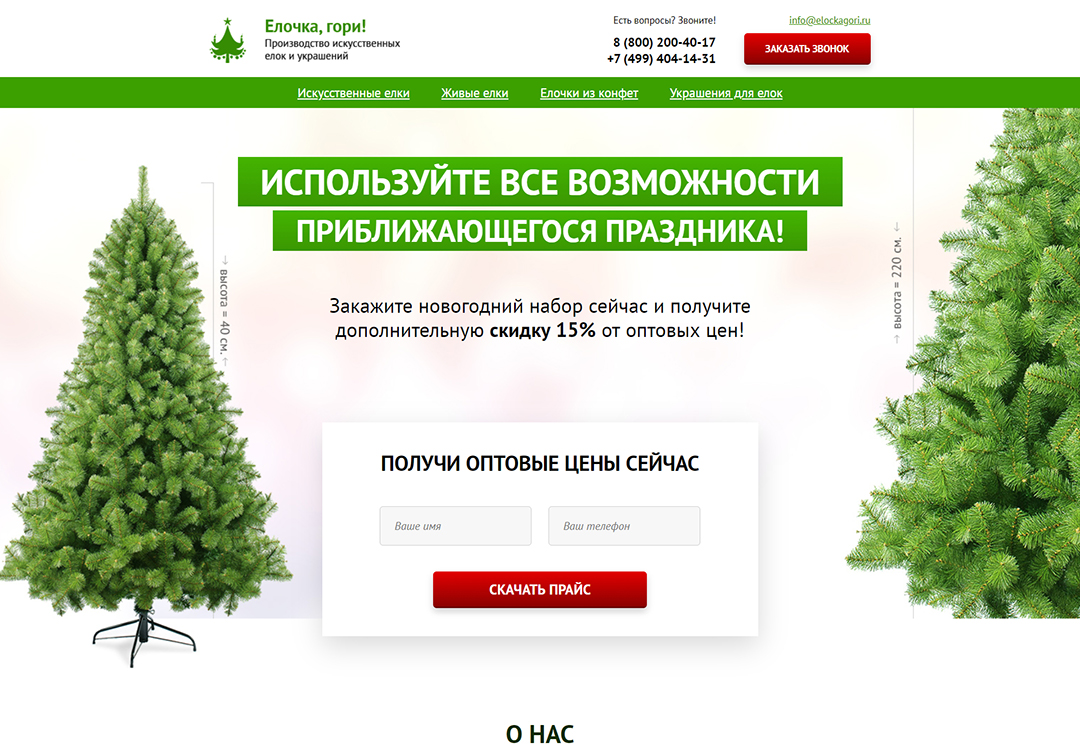 Елочка, гори!
Производство искусственных
елок и украшений
Есть вопросы? Звоните!
8 (800) 200-40-17
+7 (499) 404-14-31
info@elockagori.ru
ЗАКАЗАТЬ ЗВОНОК
Искусственные елки Живые елки Елочки из конфет Украшения для елок
ИСПОЛЬЗУЙТЕ ВСЕ ВОЗМОЖНОСТИ
ПРИБЛИЖАЮЩЕГОСЯ ПРАЗДНИКА!
← высота = 40 см. →
← высота = 220 см. →
Закажите новогодний набор сейчас и получите
дополнительную скидку 15% от оптовых цен!
ПОЛУЧИ ОПТОВЫЕ ЦЕНЫ СЕЙЧАС
Ваше имя Ваш телефон
СКАЧАТЬ ПРАЙС
О НАС